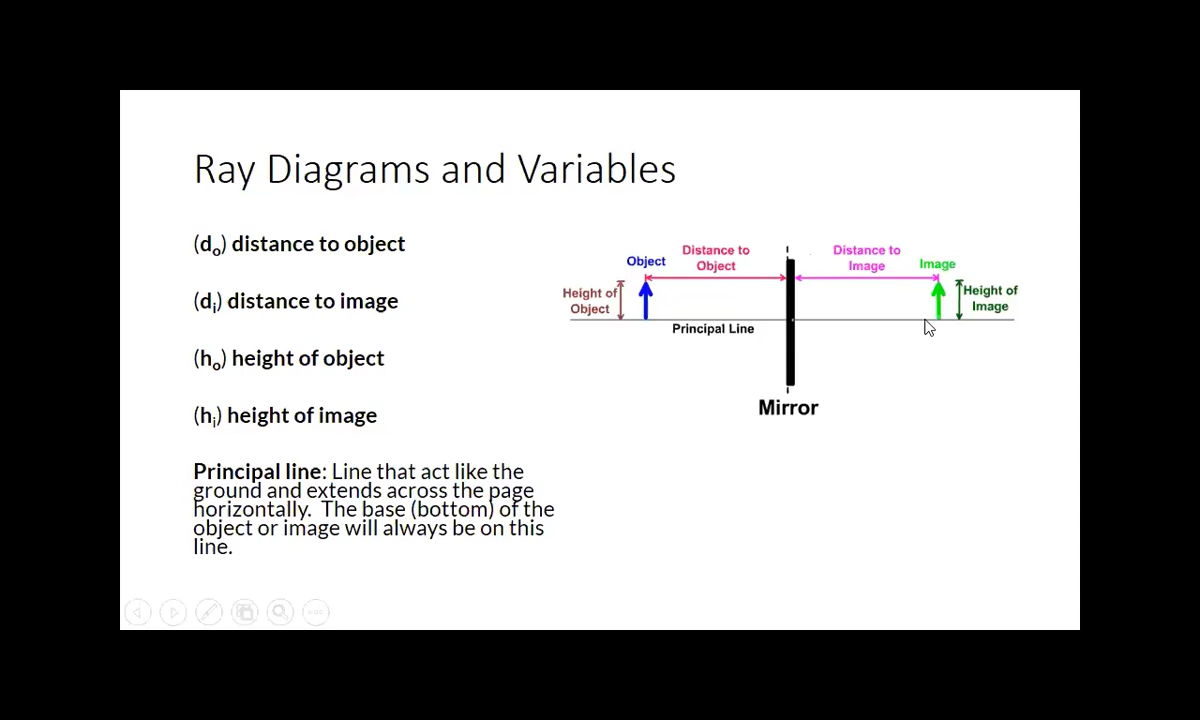 Ray Diagrams and Variables
(do) distance to object
(di) distance to image
(ho) height of object
(hi) height of image
Principal line: Line that act like the
ground and extends across the page
horizontally. The base (bottom) of the
object or image will always be on this
line.
Distance to
Object
Distance to
Image
Object
Image
Height of
Object
Height of
Image
Principal Line
Mirror